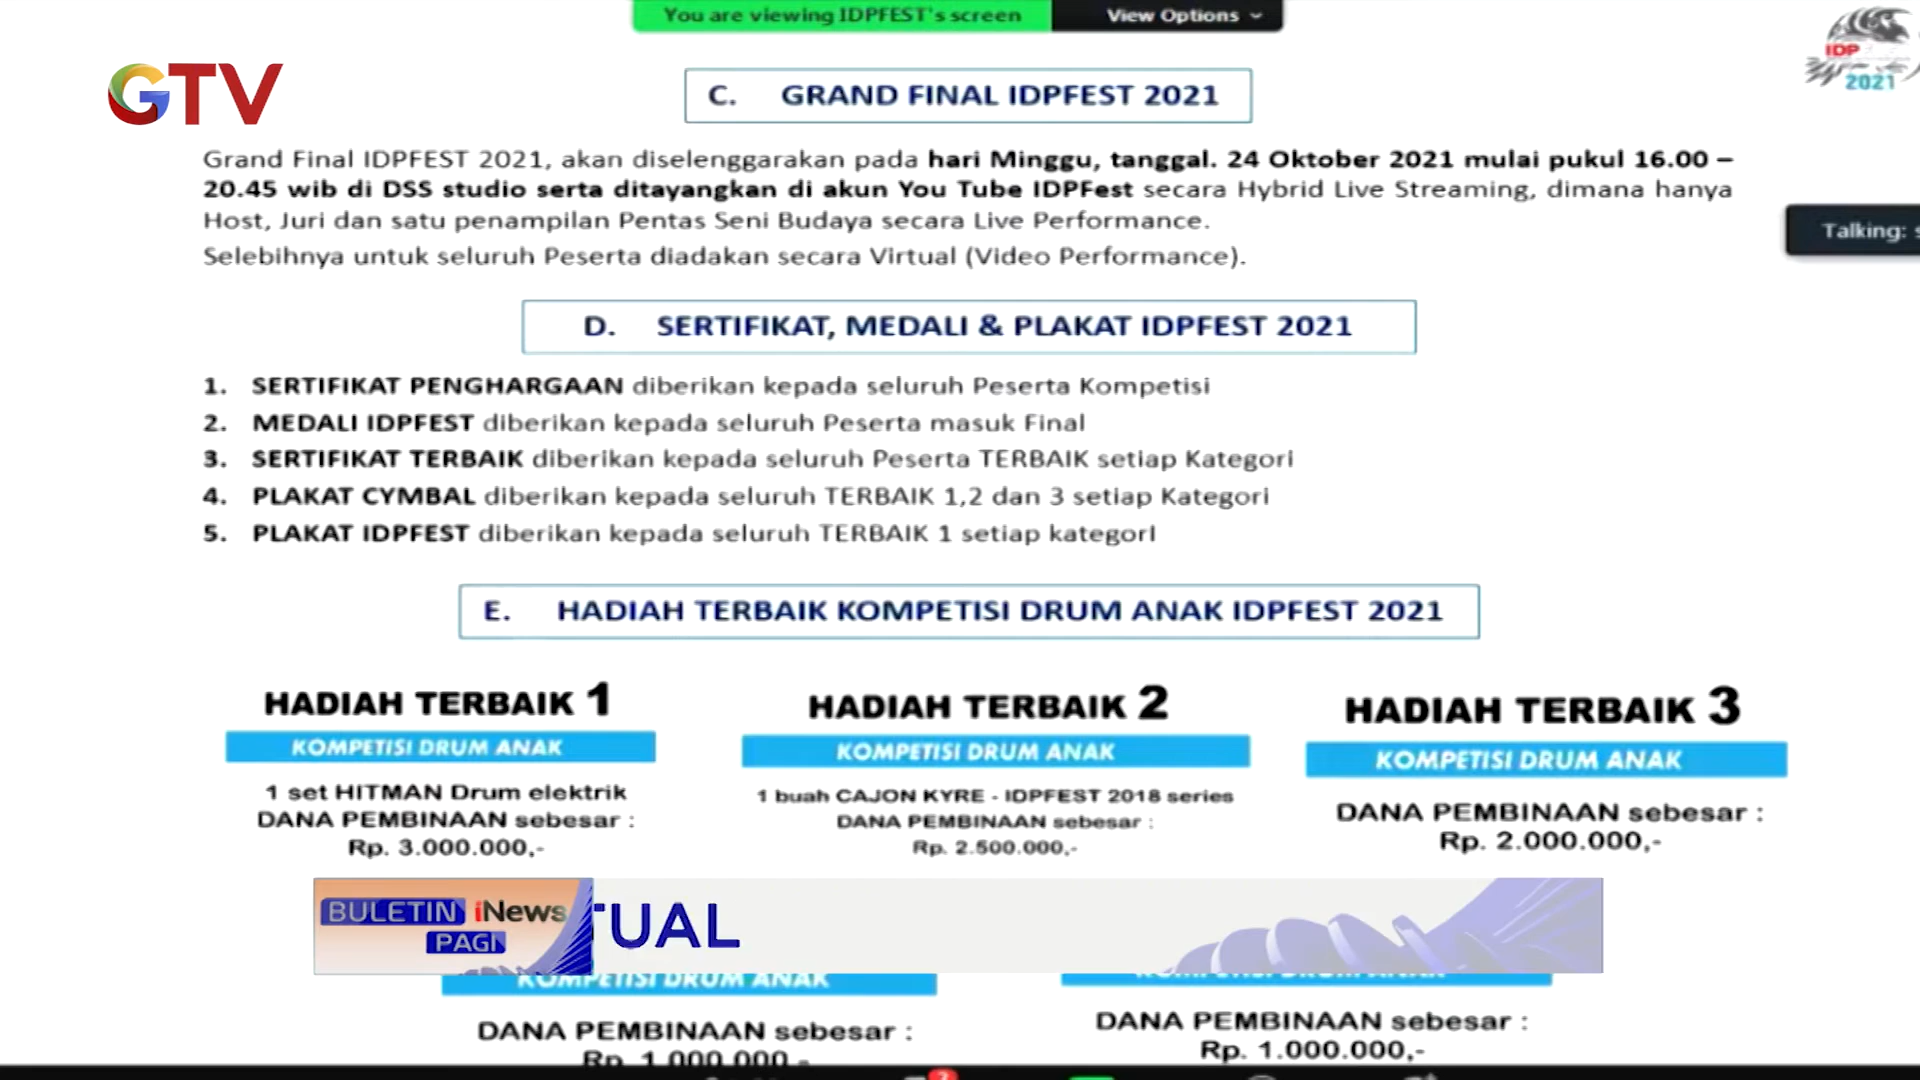 You are viewing IDPFEST's screen View Options
GTV
IDP
2021
C. GRAND FINAL IDPFEST 2021
Grand Final IDPFEST 2021, akan diselenggarakan pada hari Minggu, tanggal. 24 Oktober 2021 mulai pukul 16.00 –
20.45 wib di DSS studio serta ditayangkan di akun You Tube IDPFest secara Hybrid Live Streaming, dimana hanya
Host, Juri dan satu penampilan Pentas Seni Budaya secara Live Performance.
Talking: s
Selebihnya untuk seluruh Peserta diadakan secara Virtual (Video Performance).
D. SERTIFIKAT, MEDALI & PLAKAT IDPFEST 2021
1. SERTIFIKAT PENGHARGAAN diberikan kepada seluruh Peserta Kompetisi
2. MEDALI IDPFEST diberikan kepada seluruh Peserta masuk Final
3. SERTIFIKAT TERBAIK diberikan kepada seluruh Peserta TERBAIK setiap Kategori
4. PLAKAT CYMBAL diberikan kepada seluruh TERBAIK 1,2 dan 3 setiap Kategori
5. PLAKAT IDPFEST diberikan kepada seluruh TERBAIK 1 setiap kategorI
E. HADIAH TERBAIK KOMPETISI DRUM ANAK IDPFEST 2021
HADIAH TERBAIK 1
KOMPETISI DRUM ANAK
1 set HITMAN Drum elektrik
DANA PEMBINAAN sebesar :
Rp. 3.000.000,-
HADIAH TERBAIK 2
KOMPETISI DRUM ANAK
1 buah CAJON KYRE - IDPFEST 2018 series
DANA PEMBINAAN sebesar :
Rp. 2.500.000,-
HADIAH TERBAIK 3
KOMPETISI DRUM ANAK
DANA PEMBINAAN sebesar :
Rp. 2.000.000,-
BULETIN iNews
PAGI
TUAL
KOMPETISI DRUM ANAK
DANA PEMBINAAN sebesar :
Rp. 1.000.000,-
KOMPETISI DRUM ANAK
DANA PEMBINAAN sebesar :
Rp. 1.000.000,-